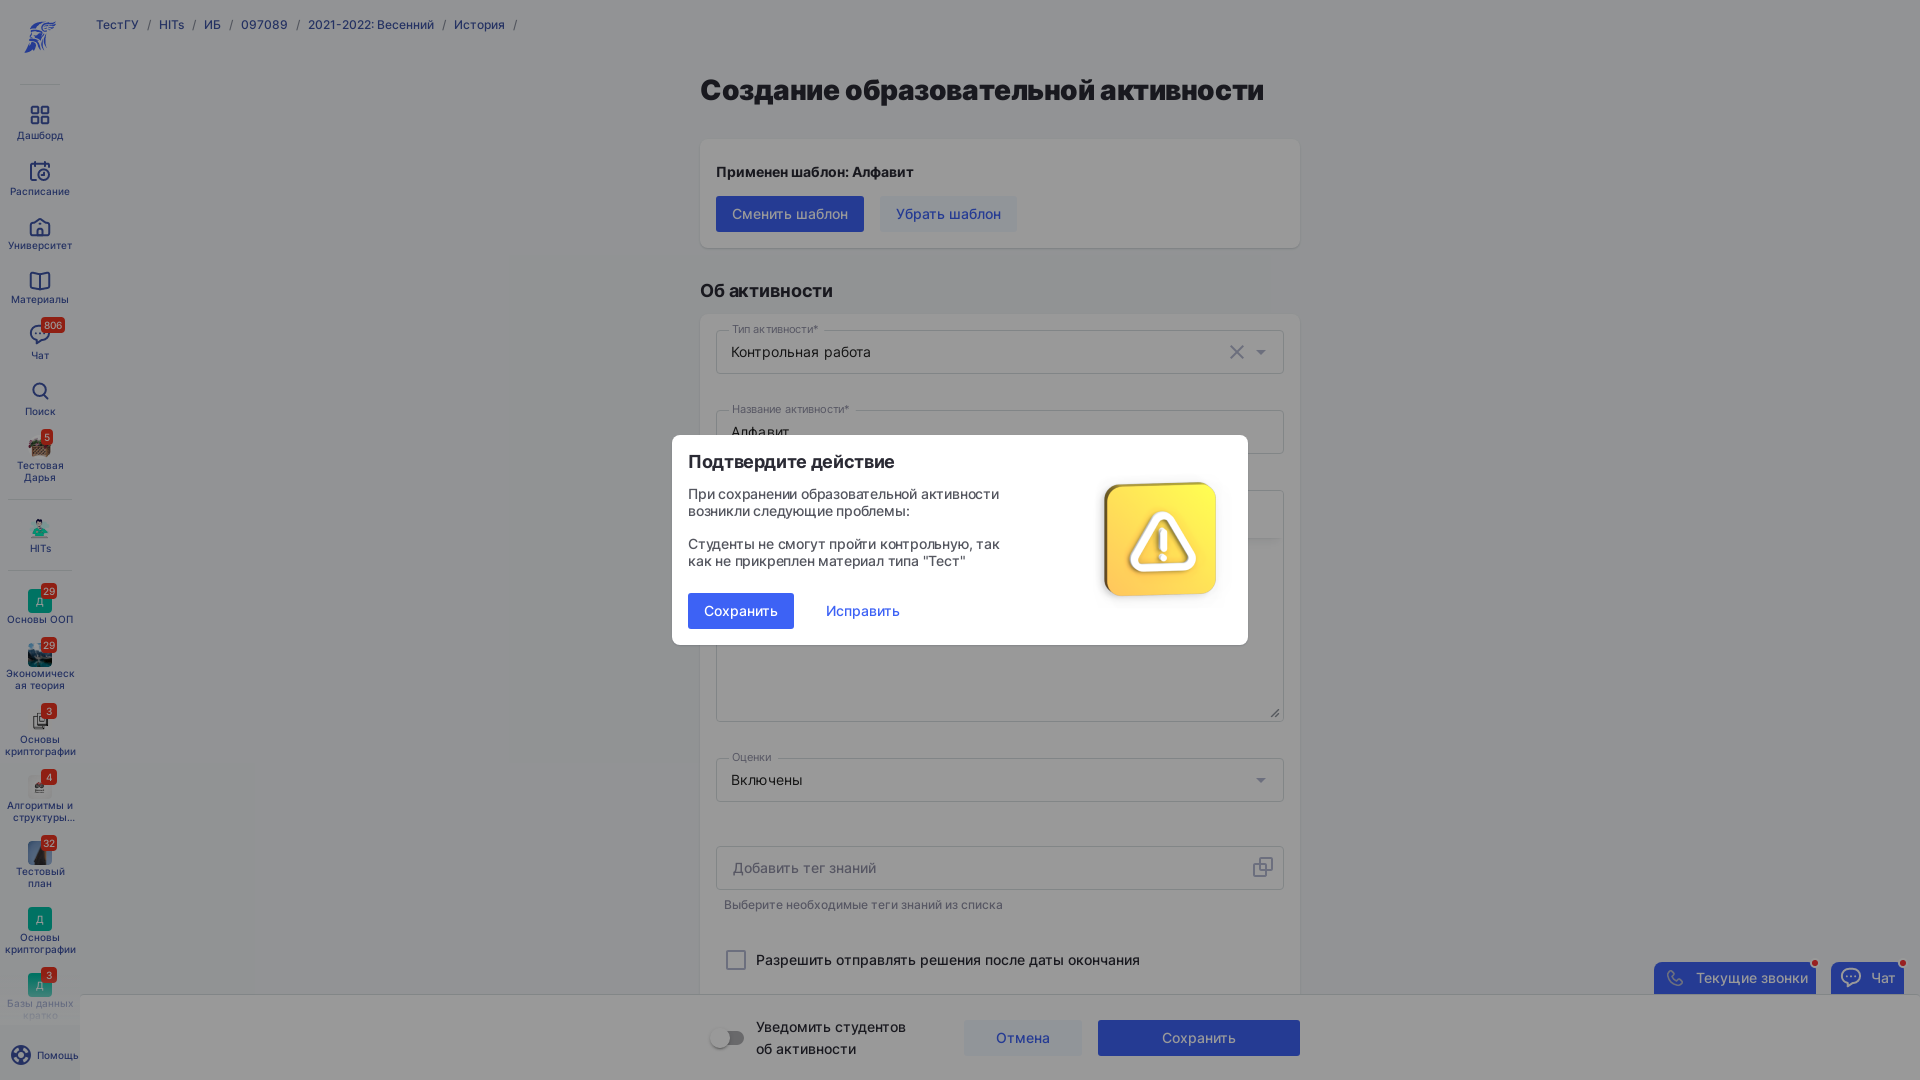 ТестГУ / HITs / ИБ / 097089 / 2021-2022: Весенний / История /
Дашборд
Расписание
Университет
Материалы
806
Чат
Поиск
5
Тестовая
Дарья
HITs
29
Д
Основы ООП
29
Экономическ
ая теория
3
Основы
криптографии
4
Алгоритмы и
структуры...
32
Тестовый
план
Д
Основы
криптографии
3
Д
Базы данных
кратко
Помощь
Создание образовательной активности
Применен шаблон: Алфавит
Сменить шаблон
Убрать шаблон
Об активности
Тип активности*
Контрольная работа
Название активности*
Алфавит
Подтвердите действие
При сохранении образовательной активности
возникли следующие проблемы:
Студенты не смогут пройти контрольную, так
как не прикреплен материал типа "Тест"
Сохранить
Исправить
Оценки
Включены
Добавить тег знаний
Выберите необходимые теги знаний из списка
Разрешить отправлять решения после даты окончания
Текущие звонки
Чат
Уведомить студентов
об активности
Отмена
Сохранить